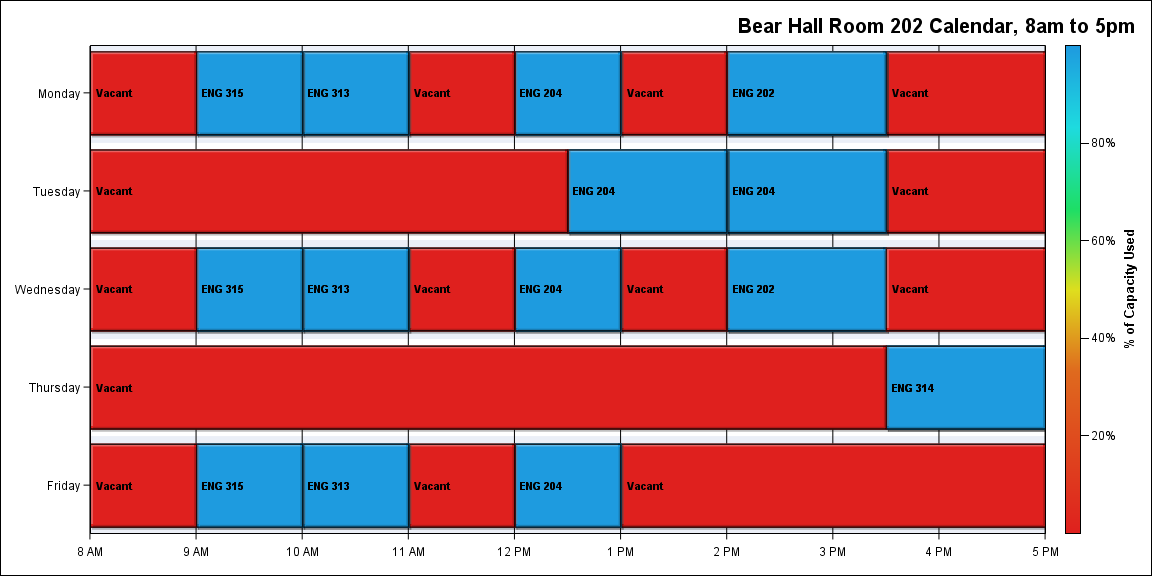 Bear Hall Room 202 Calendar, 8am to 5pm
Monday Vacant ENG 315 ENG 313 Vacant ENG 204 Vacant ENG 202 Vacant
80%
Tuesday Vacant ENG 204 ENG 204 Vacant
60%
% of Capacity Used
Wednesday Vacant ENG 315 ENG 313 Vacant ENG 204 Vacant ENG 202 Vacant
40%
Thursday Vacant ENG 314
20%
Friday Vacant ENG 315 ENG 313 Vacant ENG 204 Vacant
8 AM 9 AM 10 AM 11 AM 12 PM 1 PM 2 PM 3 PM 4 PM 5 PM